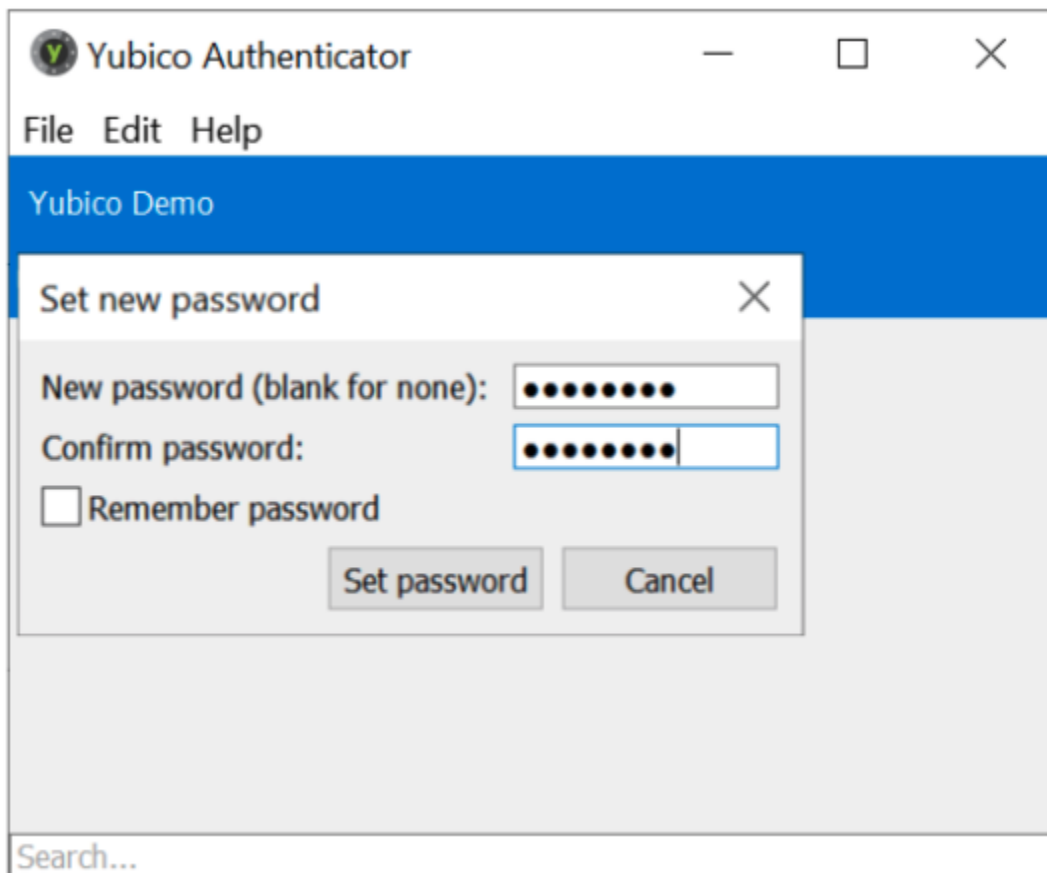 Yubico Authenticator
File Edit Help
Yubico Demo
Set new password
New password (blank for none): ●●●●●●●●
Confirm password: ●●●●●●●●
Remember password
Set password Cancel
Search...